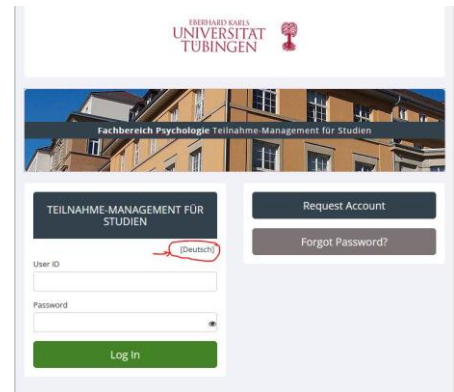 EBERHARD KARLS
UNIVERSITÄT
TÜBINGEN
Fachbereich Psychologie Teilnahme-Management für Studien
TEILNAHME-MANAGEMENT FÜR
STUDIEN
[Deutsch]
User ID
Password
Log In
Request Account
Forgot Password?